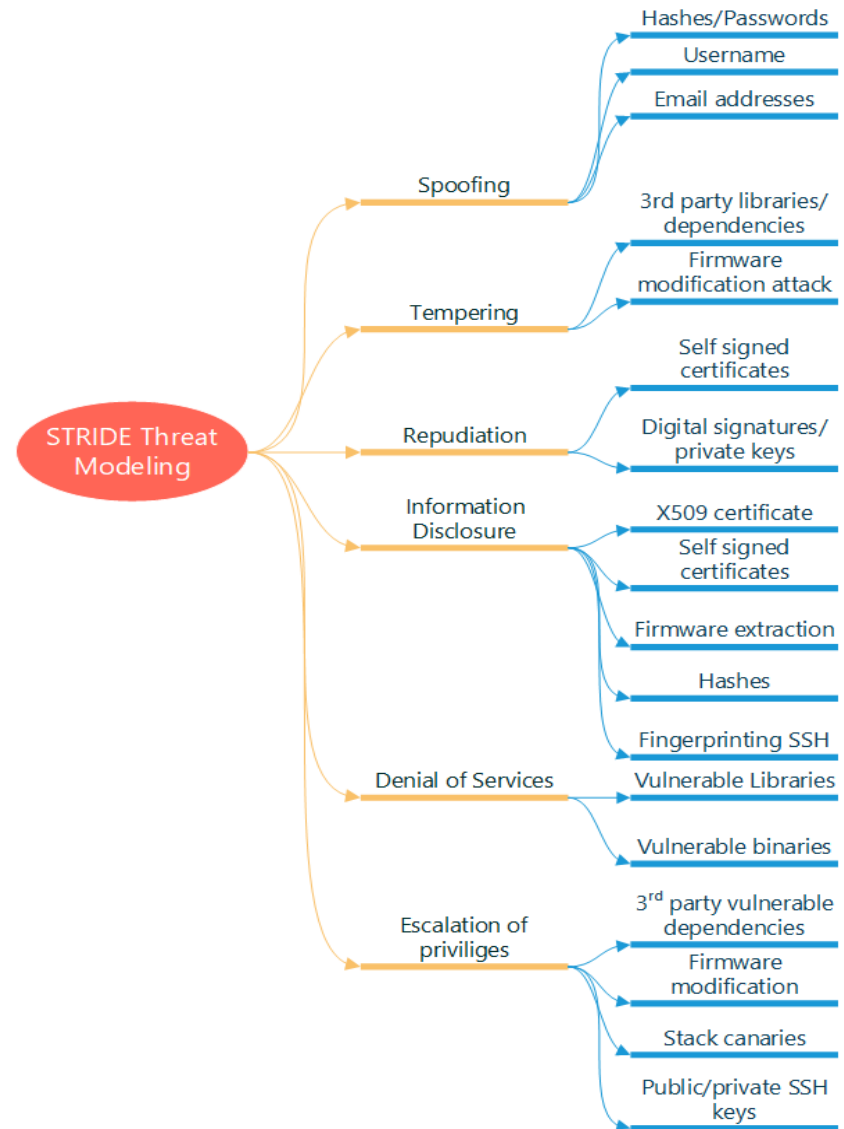 Hashes/Passwords
Username
Email addresses
Spoofing
3rd party libraries/
dependencies
Firmware
modification attack
Tempering
Self signed
certificates
Repudiation
Digital signatures/
private keys
STRIDE Threat
Modeling
Information
Disclosure
X509 certificate
Self signed
certificates
Firmware extraction
Hashes
Fingerprinting SSH
Denial of Services
Vulnerable Libraries
Vulnerable binaries
Escalation of
priviliges
3rd party vulnerable
dependencies
Firmware
modification
Stack canaries
Public/private SSH
keys